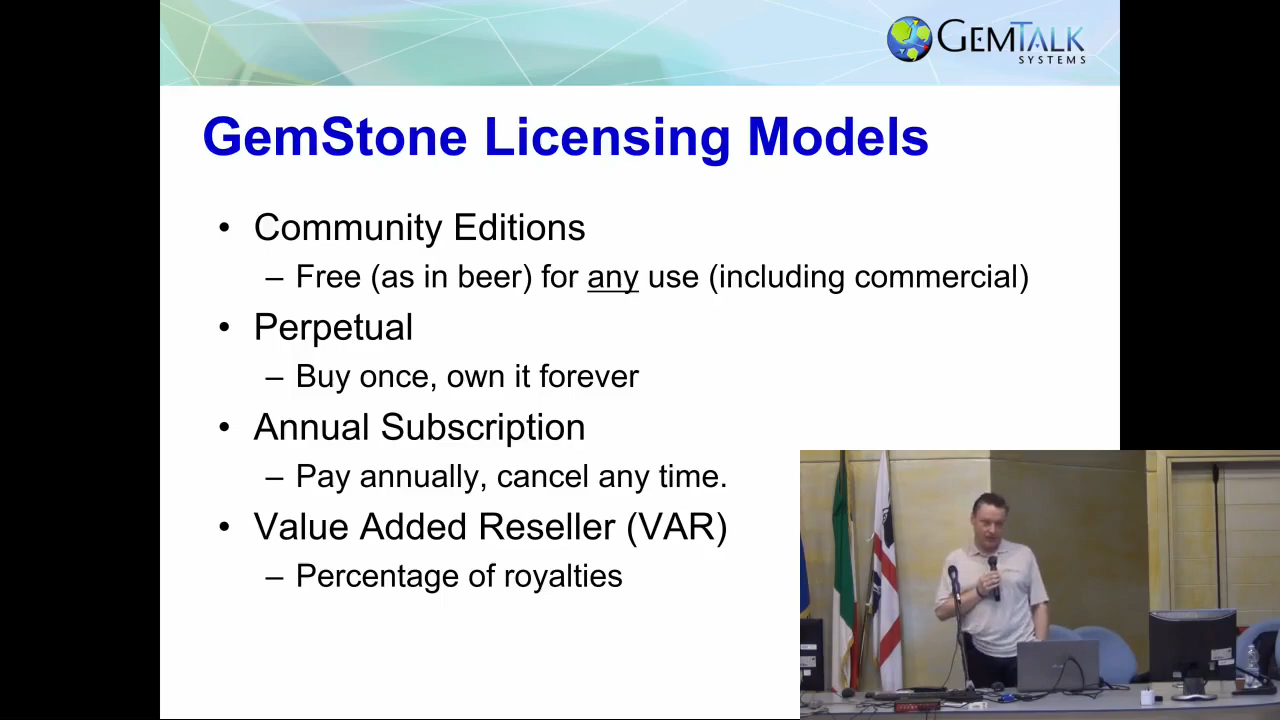 GEMTALK
SYSTEMS
GemStone Licensing Models
• Community Editions
– Free (as in beer) for any use (including commercial)
• Perpetual
– Buy once, own it forever
• Annual Subscription
– Pay annually, cancel any time.
• Value Added Reseller (VAR)
– Percentage of royalties